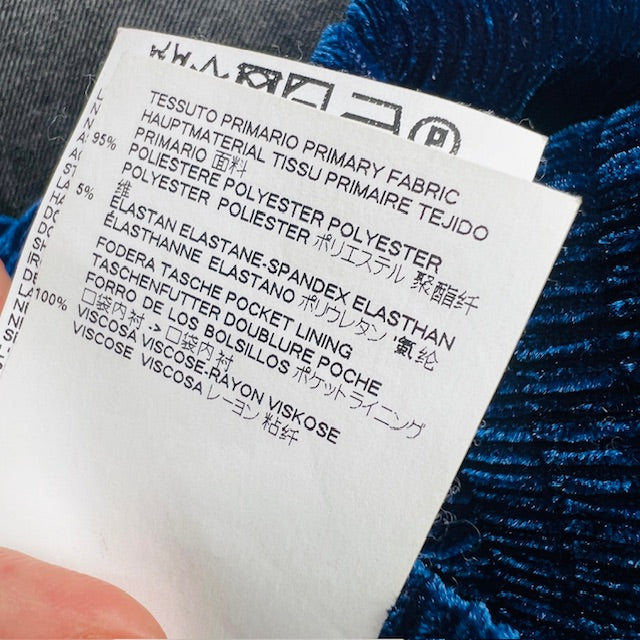 TESSUTO PRIMARIO PRIMARY FABRIC
HAUPTMATERIAL TISSU PRIMAIRE TEJIDO
PRIMARIO 面料
95% POLIESTERE POLYESTER POLYESTER
POLYESTER POLIESTER ポリエステル 聚酯纤
维
5% ELASTAN ELASTANE-SPANDEX ELASTHAN
ÉLASTHANNE ELASTANO ポリウレタン 氨纶
FODERA TASCHE POCKET LINING
TASCHENFUTTER DOUBLURE POCHE
FORRO DE LOS BOLSILLOS ポケットライニング
口袋内衬 -> 口袋内衬
100% VISCOSA VISCOSE-RAYON VISKOSE
VISCOSE VISCOSA レーヨン 粘纤